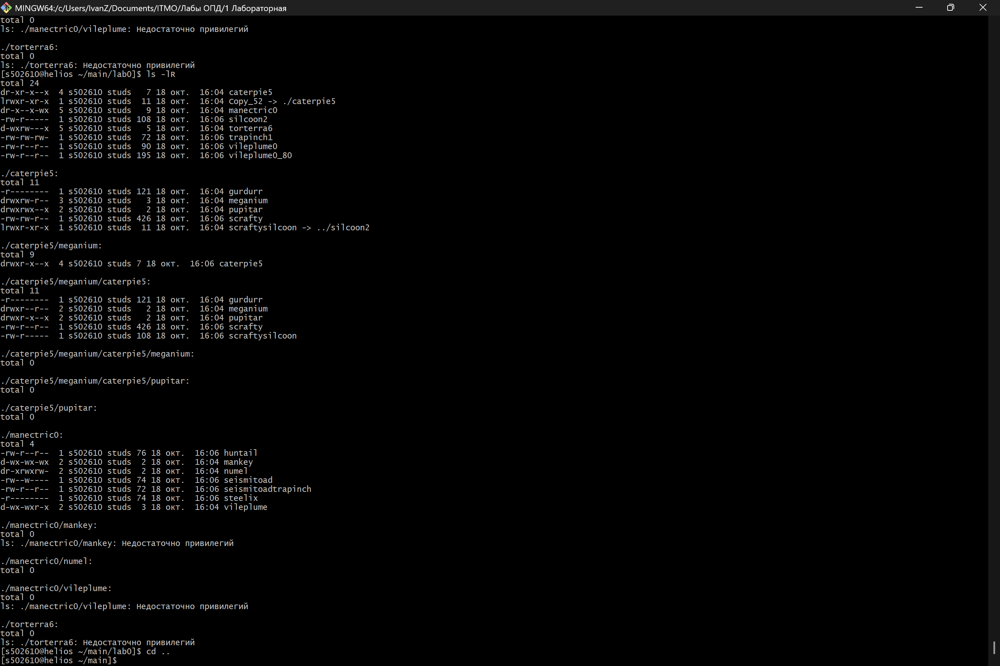 MINGW64:/c/Users/IvanZ/Documents/ITMO/Лабы ОПД/1 Лабораторная
total 0
ls: ./manectric0/vileplume: Недостаточно привилегий
./torterra6:
total 0
ls: ./torterra6: Недостаточно привилегий
[s502610@helios ~/main/lab0]$ ls -lR
total 24
dr-xr-x--x  4 s502610 studs   7 18 окт.  16:04 caterpie5
lrwxr-xr-x  1 s502610 studs  11 18 окт.  16:04 Copy_52 -> ./caterpie5
dr-x--x-wx  5 s502610 studs   9 18 окт.  16:04 manectric0
-rw-r-----  1 s502610 studs 108 18 окт.  16:06 silcoon2
d-wxrw---x  5 s502610 studs   5 18 окт.  16:04 torterra6
-rw-rw-rw-  1 s502610 studs  72 18 окт.  16:06 trapinch1
-rw-r--r--  1 s502610 studs  90 18 окт.  16:06 vileplume0
-rw-r--r--  1 s502610 studs 195 18 окт.  16:06 vileplume0_80
./caterpie5:
total 11
-r--------  1 s502610 studs 121 18 окт.  16:04 gurdurr
drwxrw-r--  3 s502610 studs   3 18 окт.  16:04 meganium
drwxrwx--x  2 s502610 studs   2 18 окт.  16:04 pupitar
-rw-rw-r--  1 s502610 studs 426 18 окт.  16:06 scrafty
lrwxr-xr-x  1 s502610 studs  11 18 окт.  16:04 scraftysilcoon -> ../silcoon2
./caterpie5/meganium:
total 9
drwxr-x--x  4 s502610 studs 7 18 окт.  16:06 caterpie5
./caterpie5/meganium/caterpie5:
total 11
-r--------  1 s502610 studs 121 18 окт.  16:04 gurdurr
drwxr--r--  2 s502610 studs   2 18 окт.  16:04 meganium
drwxr-x--x  2 s502610 studs   2 18 окт.  16:04 pupitar
-rw-r--r--  1 s502610 studs 426 18 окт.  16:06 scrafty
-rw-r-----  1 s502610 studs 108 18 окт.  16:06 scraftysilcoon
./caterpie5/meganium/caterpie5/meganium:
total 0
./caterpie5/meganium/caterpie5/pupitar:
total 0
./caterpie5/pupitar:
total 0
./manectric0:
total 4
-rw-r--r--  1 s502610 studs 76 18 окт.  16:06 huntail
d-wx-wx-wx  2 s502610 studs  2 18 окт.  16:04 mankey
dr-xrwxrw-  2 s502610 studs  2 18 окт.  16:04 numel
-rw--w----  1 s502610 studs 74 18 окт.  16:06 seismitoad
-rw-r--r--  1 s502610 studs 72 18 окт.  16:06 seismitoadtrapinch
-r--------  1 s502610 studs 74 18 окт.  16:06 steelix
d-wx-wxr-x  2 s502610 studs  3 18 окт.  16:04 vileplume
./manectric0/mankey:
total 0
ls: ./manectric0/mankey: Недостаточно привилегий
./manectric0/numel:
total 0
./manectric0/vileplume:
total 0
ls: ./manectric0/vileplume: Недостаточно привилегий
./torterra6:
total 0
ls: ./torterra6: Недостаточно привилегий
[s502610@helios ~/main/lab0]$ cd ..
[s502610@helios ~/main]$